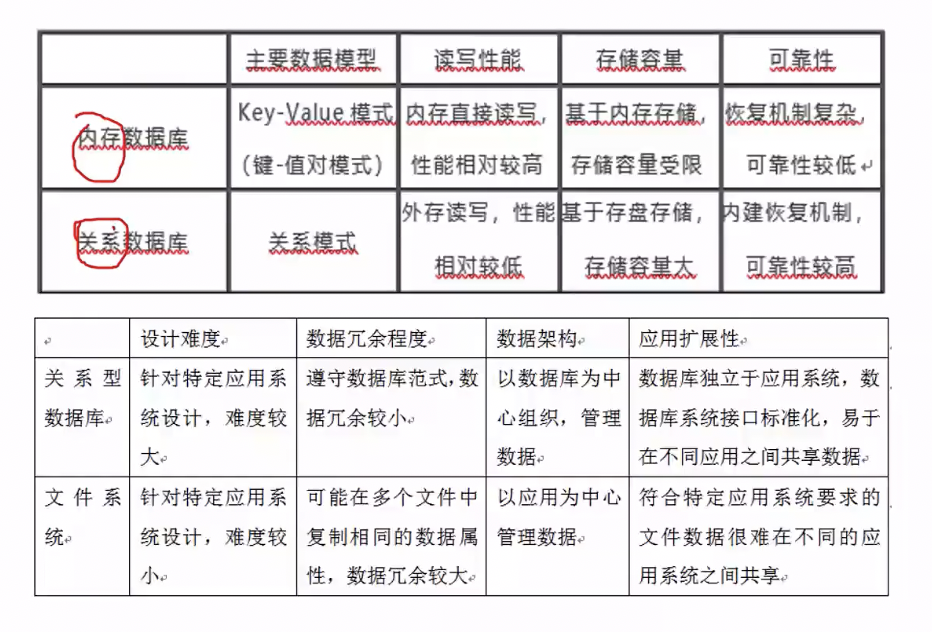 主要数据模型 读写性能 存储容量 可靠性
内存数据库 Key-Value 模式 内存直接读写， 基于内存存储， 恢复机制复杂，
（键-值对模式） 性能相对较高 存储容量受限 可靠性较低
关系数据库 关系模式 外存读写，性能 基于存盘存储， 内建恢复机制，
相对较低 存储容量大 可靠性较高
设计难度 数据冗余程度 数据架构 应用扩展性
关系型 针对特定应用系 遵守数据库范式，数 以数据库为中 数据库独立于应用系统，数
数据库 统设计，难度较 据冗余较小 心组织，管理 据库系统接口标准化，易于
大 数据 在不同应用之间共享数据
文件系 针对特定应用系 可能在多个文件中 以应用为中心 符合特定应用系统要求的
统 统设计，难度较 复制相同的数据属 管理数据 文件数据很难在不同的应
小 性，数据冗余较大 用系统之间共享